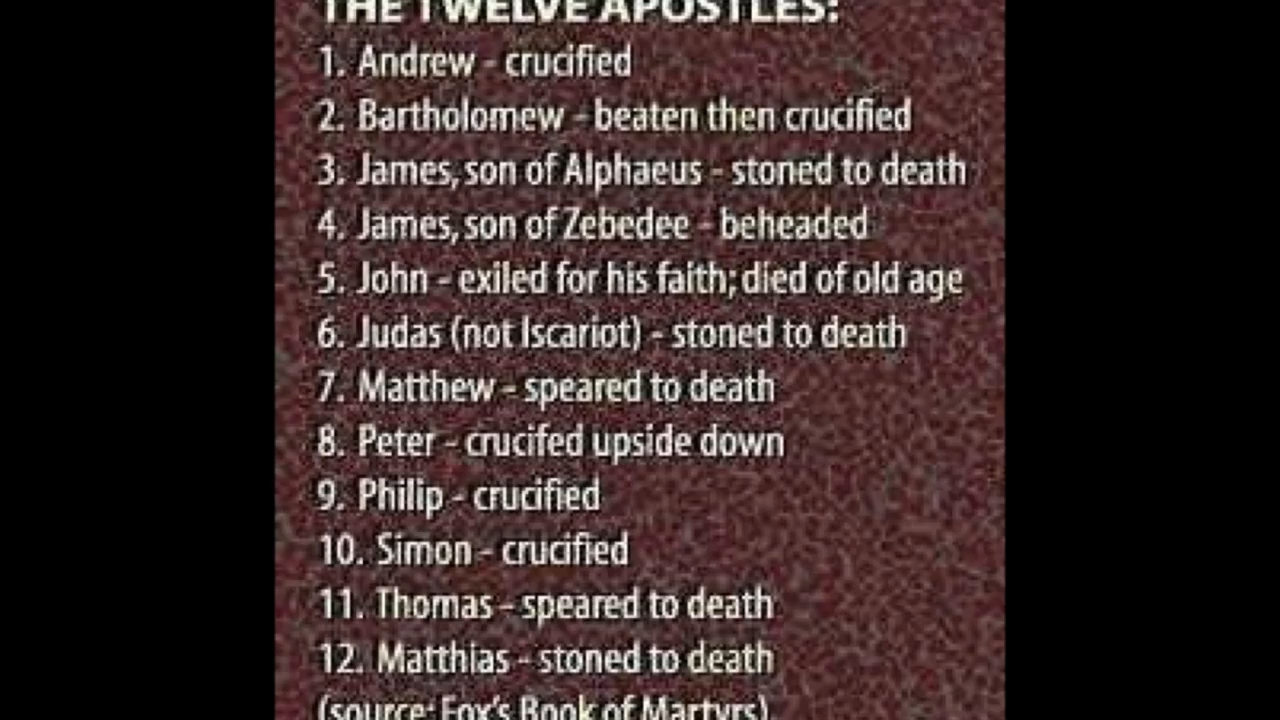 THE TWELVE APOSTLES:
1. Andrew - crucified
2. Bartholomew - beaten then crucified
3. James, son of Alphaeus - stoned to death
4. James, son of Zebedee - beheaded
5. John - exiled for his faith; died of old age
6. Judas (not Iscariot) - stoned to death
7. Matthew - speared to death
8. Peter - crucifed upside down
9. Philip - crucified
10. Simon - crucified
11. Thomas - speared to death
12. Matthias - stoned to death
(source: Fox's Book of Martyrs)